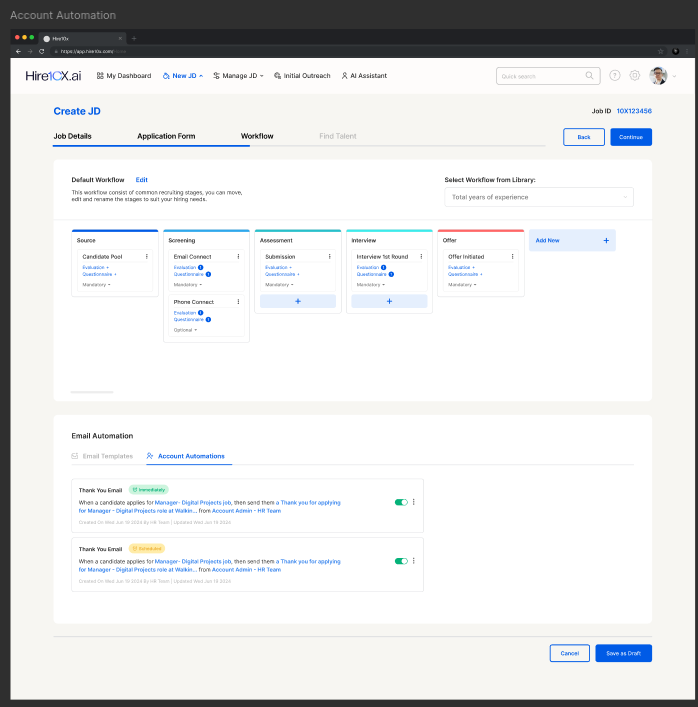 Account Automation
Hire10x
https://app.hire10x.com/home
Hire10X.ai
My Dashboard
New JD
Manage JD
Initial Outreach
AI Assistant
Quick search
Create JD
Job ID 10X123456
Job Details
Application Form
Workflow
Find Talent
Back
Continue
Default Workflow Edit
This workflow consist of common recruiting stages, you can move,
edit and rename the stages to suit your hiring needs.
Select Workflow from Library:
Total years of experience
Source
Candidate Pool
Evaluation +
Questionnaire +
Mandatory
Screening
Email Connect
Evaluation 1
Questionnaire 1
Mandatory
Phone Connect
Evaluation 1
Questionnaire 1
Optional
Assessment
Submission
Evaluation +
Questionnaire +
Mandatory
+
Interview
Interview 1st Round
Evaluation 1
Questionnaire 1
Mandatory
+
Offer
Offer Initiated
Evaluation +
Questionnaire +
Mandatory
Add New +
Email Automation
Email Templates
Account Automations
Thank You Email Immediately
When a candidate applies for Manager- Digital Projects job, then send them a Thank you for applying
for Manager - Digital Projects role at Walkin... from Account Admin - HR Team
Created On Wed Jun 19 2024 By HR Team | Updated Wed Jun 19 2024
Thank You Email Scheduled
When a candidate applies for Manager- Digital Projects job, then send them a Thank you for applying
for Manager - Digital Projects role at Walkin... from Account Admin - HR Team
Created On Wed Jun 19 2024 By HR Team | Updated Wed Jun 19 2024
Cancel
Save as Draft